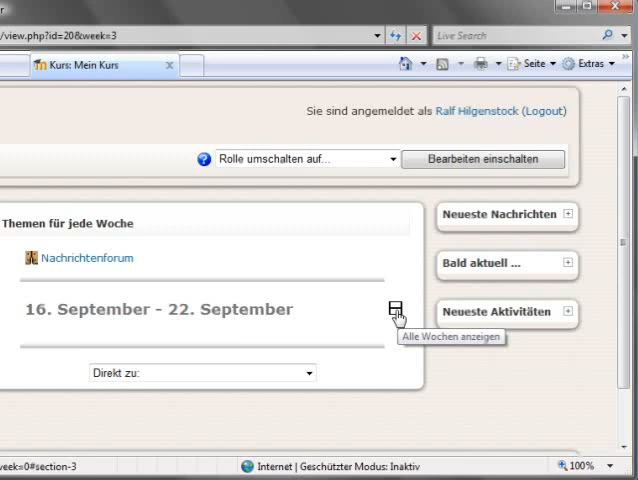 r
/view.php?id=20&week=3
Live Search
Kurs: Mein Kurs
Seite
Extras
»
Sie sind angemeldet als Ralf Hilgenstock (Logout)
Rolle umschalten auf...
Bearbeiten einschalten
Themen für jede Woche
Neueste Nachrichten
Nachrichtenforum
Bald aktuell ...
16. September - 22. September
Neueste Aktivitäten
Alle Wochen anzeigen
Direkt zu:
week=0#section-3
Internet | Geschützter Modus: Inaktiv
100%